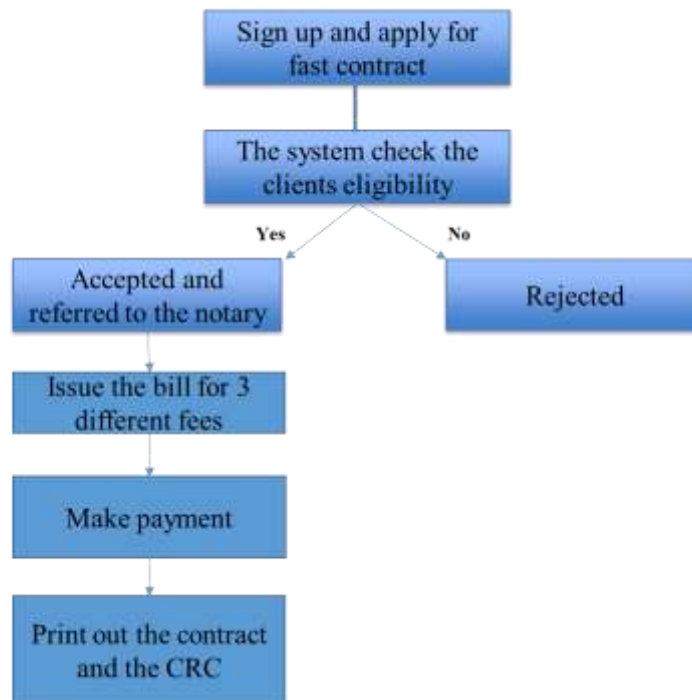 Sign up and apply for
fast contract
The system check the
clients eligibility
Yes
No
Accepted and
referred to the notary
Rejected
Issue the bill for 3
different fees
Make payment
Print out the contract
and the CRC